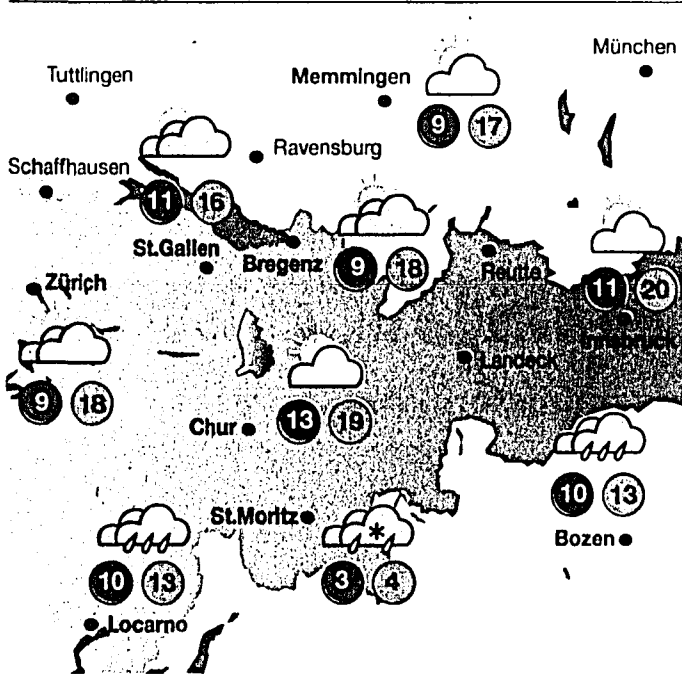 München
Tuttlingen
Memmingen
9 17
Ravensburg
Schaffhausen
11 16
St.Gallen
Bregenz
9 18
Reutte
11 20
Zürich
Innsbruck
Landeck
9 18
Chur
13 19
10 13
St.Moritz
Bozen
10 13
3 4
Locarno